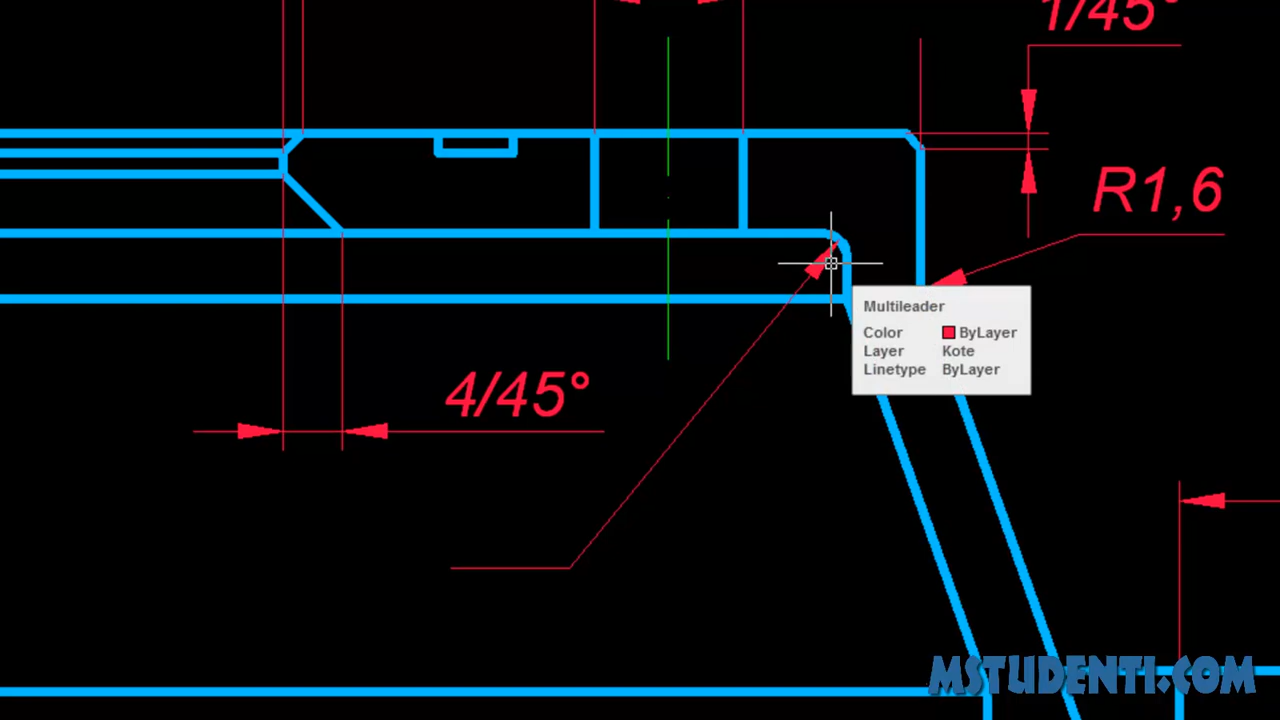 1/45°
R1,6
Multileader
Color ByLayer
Layer Kote
Linetype ByLayer
4/45°
MSTUDENTI.COM